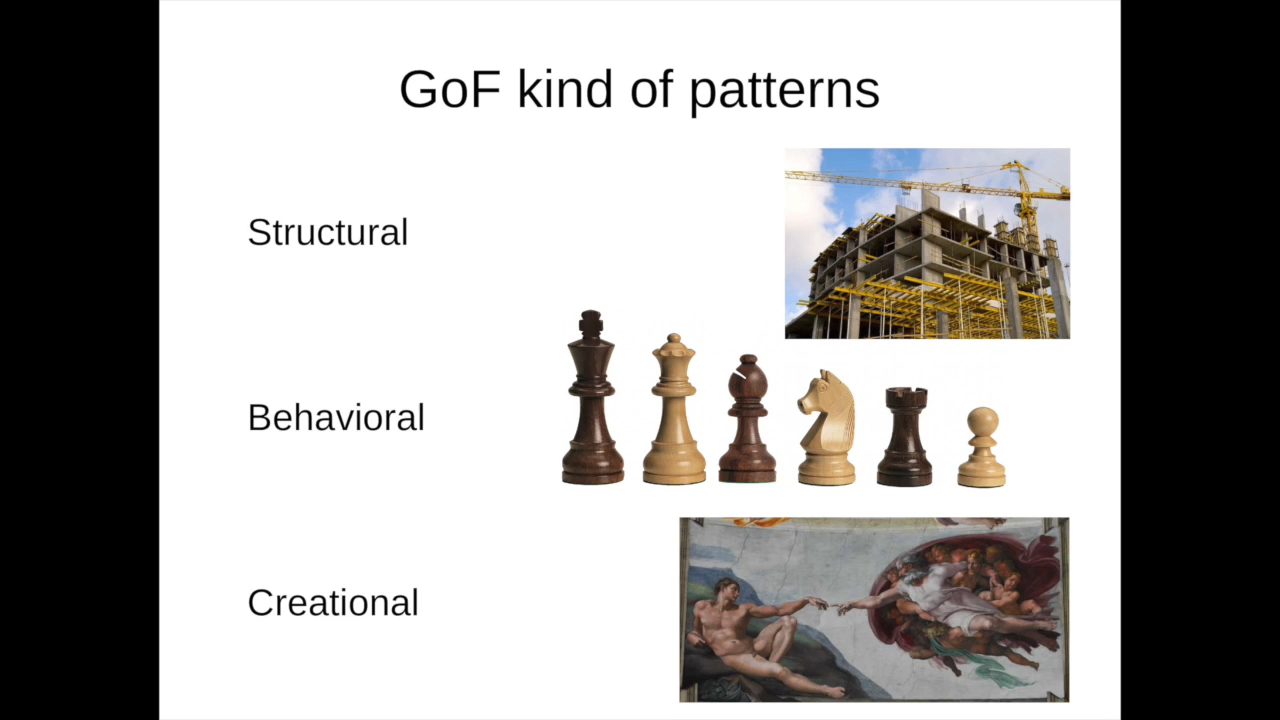 GoF kind of patterns
Structural
Behavioral
Creational